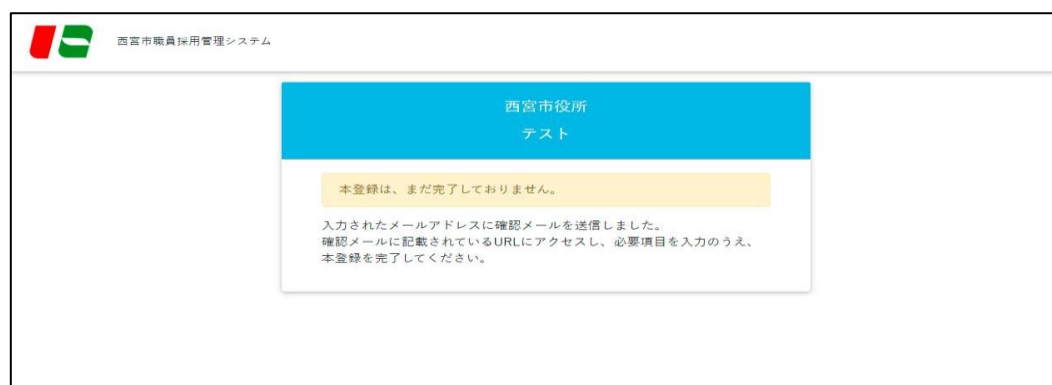 西宮市職員採用管理システム
西宮市役所
テスト
本登録は、まだ完了しておりません。
入力されたメールアドレスに確認メールを送信しました。
確認メールに記載されているURLにアクセスし、必要項目を入力のうえ、
本登録を完了してください。